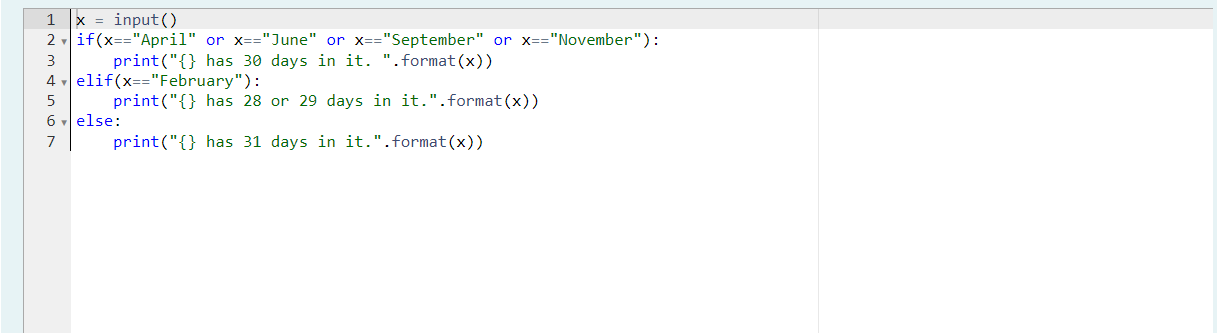 1 x = input()
2 if(x=="April" or x=="June" or x=="September" or x=="November"):
3     print("{} has 30 days in it. ".format(x))
4 elif(x=="February"):
5     print("{} has 28 or 29 days in it.".format(x))
6 else:
7     print("{} has 31 days in it.".format(x))